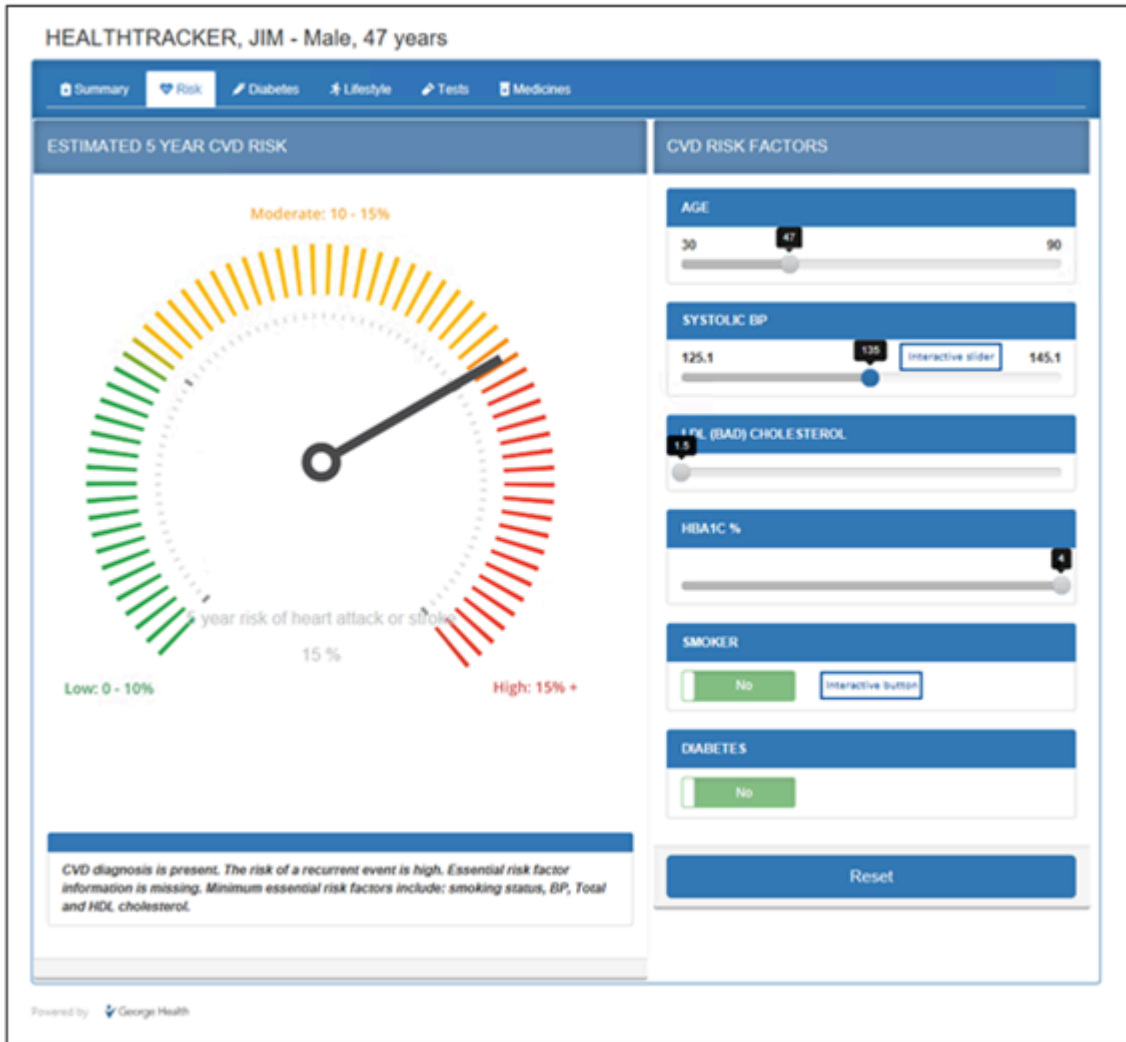 HEALTHTRACKER, JIM - Male, 47 years
Summary Risk Diabetes Lifestyle Tests Medicines
ESTIMATED 5 YEAR CVD RISK
Moderate: 10 - 15%
5 year risk of heart attack or stroke
15 %
Low: 0 - 10%
High: 15% +
CVD diagnosis is present. The risk of a recurrent event is high. Essential risk factor
information is missing. Minimum essential risk factors include: smoking status, BP, Total
and HDL cholesterol.
CVD RISK FACTORS
AGE
30 47 90
SYSTOLIC BP
125.1 135 Interactive slider 145.1
LDL (BAD) CHOLESTEROL
1.5
HBA1C %
4
SMOKER
No Interactive button
DIABETES
No
Reset
Powered by George Health